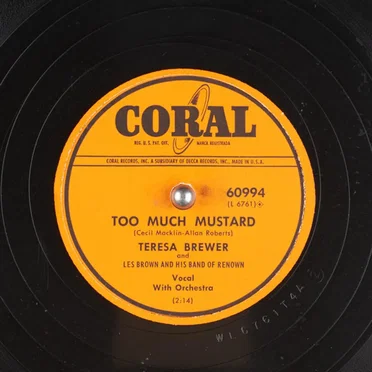 CORAL
REG. U. S. PAT. OFF. MARCA REGISTRADA
CORAL RECORDS, INC., A SUBSIDIARY OF DECCA RECORDS, INC., MADE IN U.S.A.
60994
(L 6761)✦
TOO MUCH MUSTARD
(Cecil Macklin-Allan Roberts)
TERESA BREWER
and
LES BROWN AND HIS BAND OF RENOWN
Vocal
With Orchestra
(2:14)